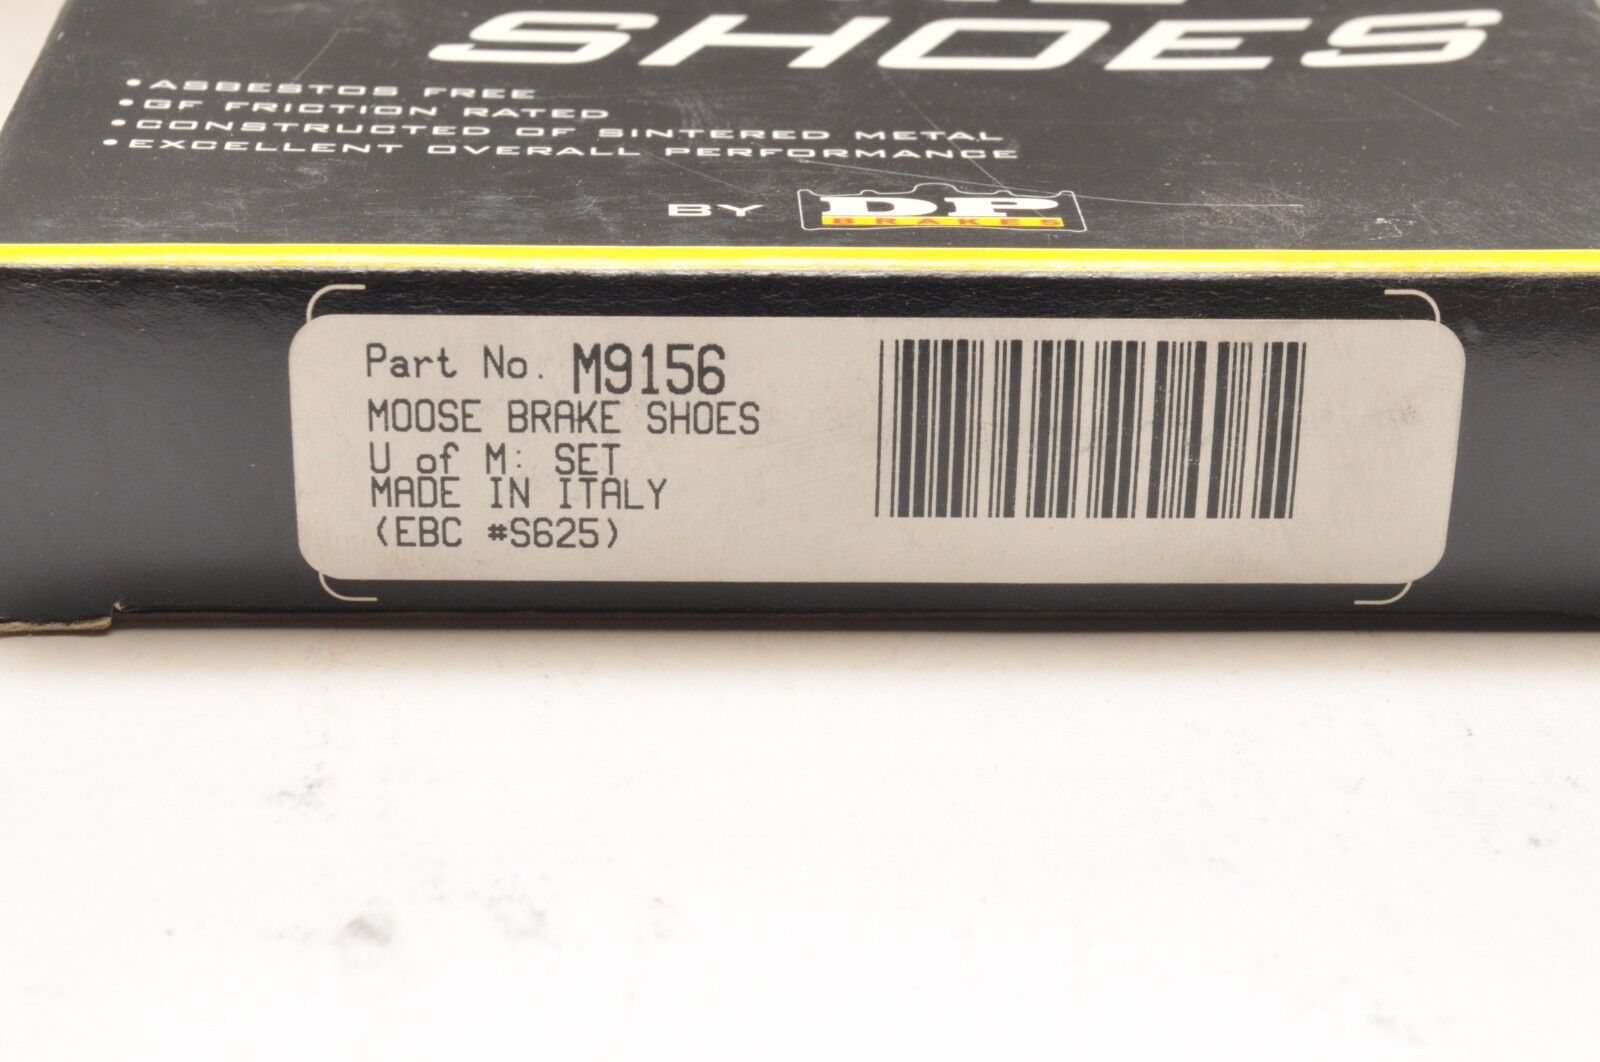 SHOES
•ASBESTOS FREE
•GF FRICTION RATED
•CONSTRUCTED OF SINTERED METAL
•EXCELLENT OVERALL PERFORMANCE
BY DP
BRAKES
Part No. M9156
MOOSE BRAKE SHOES
U of M: SET
MADE IN ITALY
(EBC #S625)